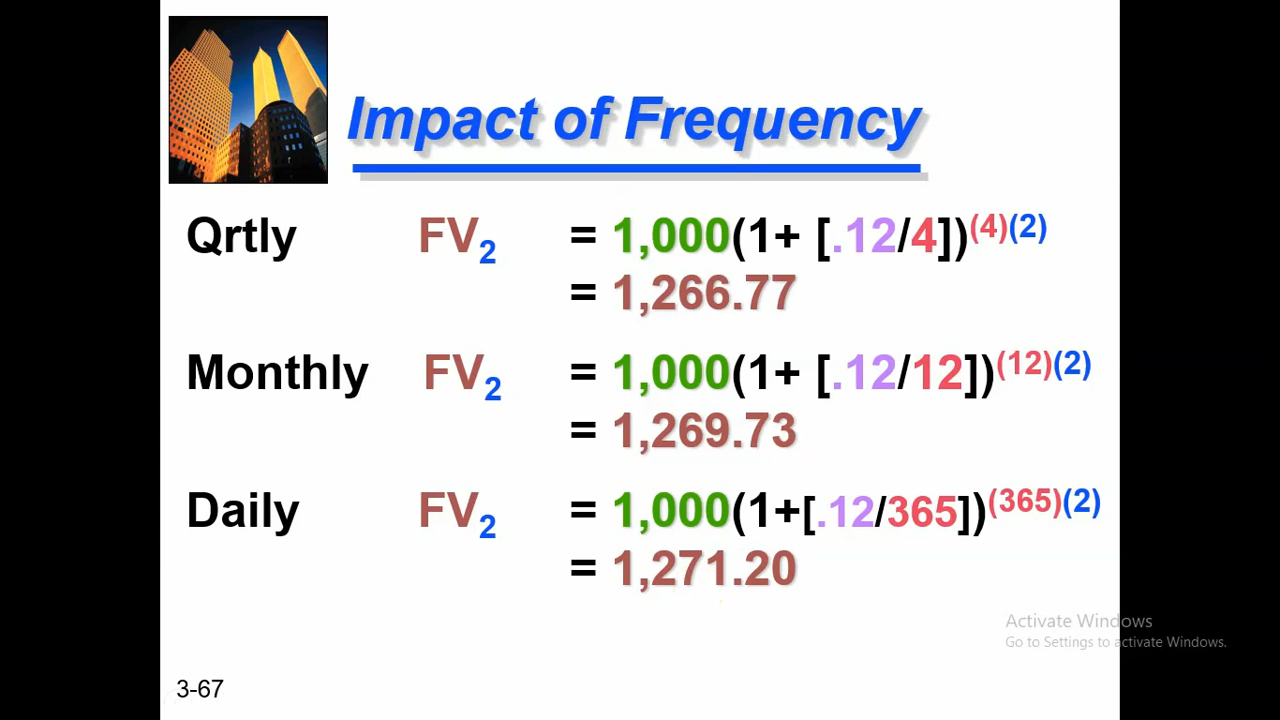 Impact of Frequency
Qrtly FV2 = 1,000(1+ [.12/4])(4)(2)
= 1,266.77
Monthly FV2 = 1,000(1+ [.12/12])(12)(2)
= 1,269.73
Daily FV2 = 1,000(1+[.12/365])(365)(2)
= 1,271.20
Activate Windows
Go to Settings to activate Windows.
3-67